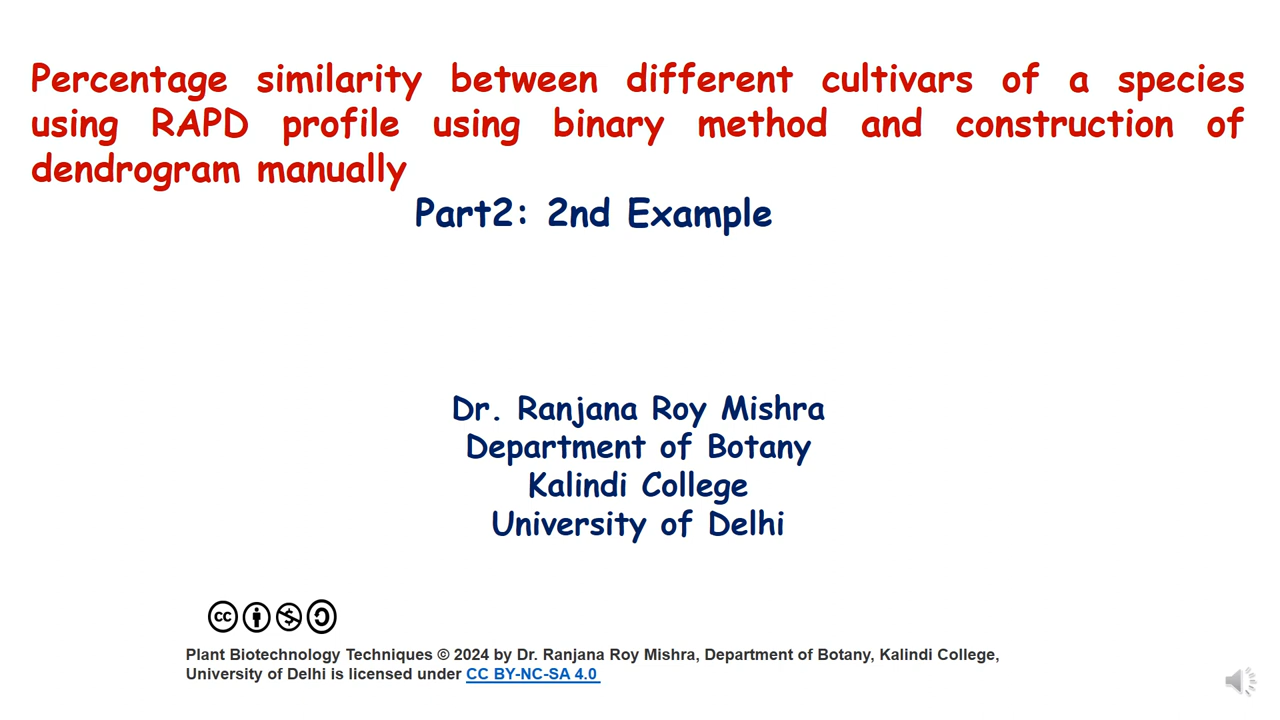 Percentage similarity between different cultivars of a species
using RAPD profile using binary method and construction of
dendrogram manually
Part2: 2nd Example
Dr. Ranjana Roy Mishra
Department of Botany
Kalindi College
University of Delhi
Plant Biotechnology Techniques © 2024 by Dr. Ranjana Roy Mishra, Department of Botany, Kalindi College,
University of Delhi is licensed under CC BY-NC-SA 4.0